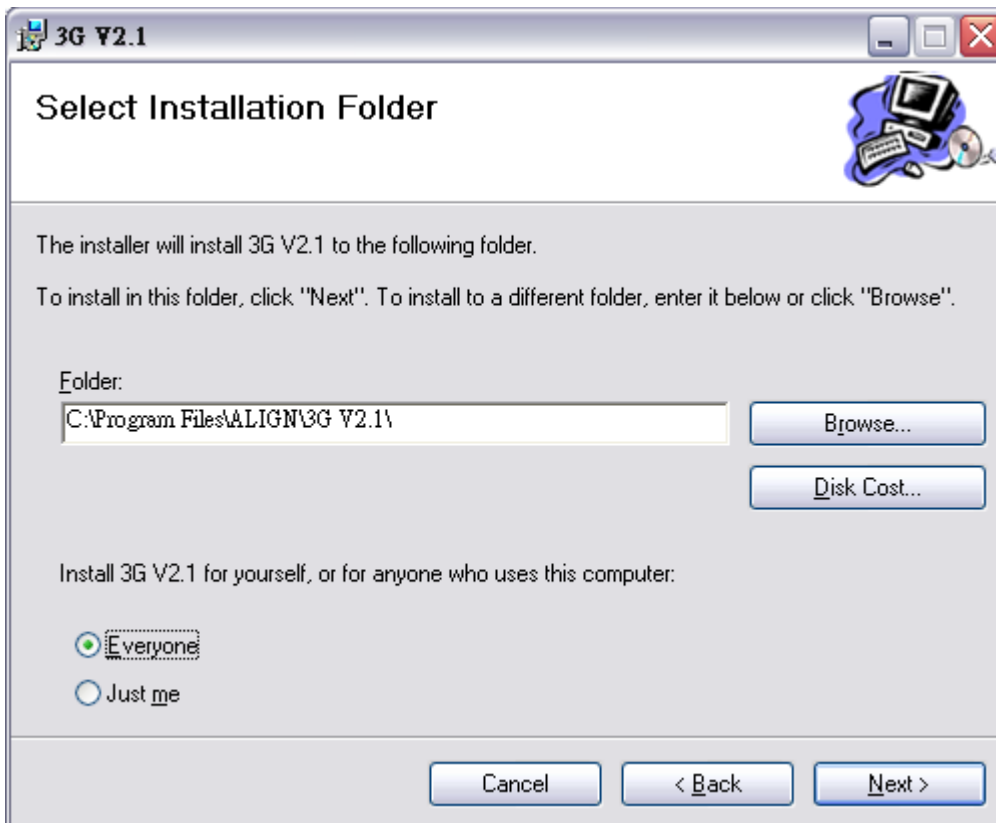 3G V2.1
Select Installation Folder
The installer will install 3G V2.1 to the following folder.
To install in this folder, click "Next". To install to a different folder, enter it below or click "Browse".
Folder:
C:\Program Files\ALIGN\3G V2.1\
Browse...
Disk Cost...
Install 3G V2.1 for yourself, or for anyone who uses this computer:
Everyone
Just me
Cancel
< Back
Next >